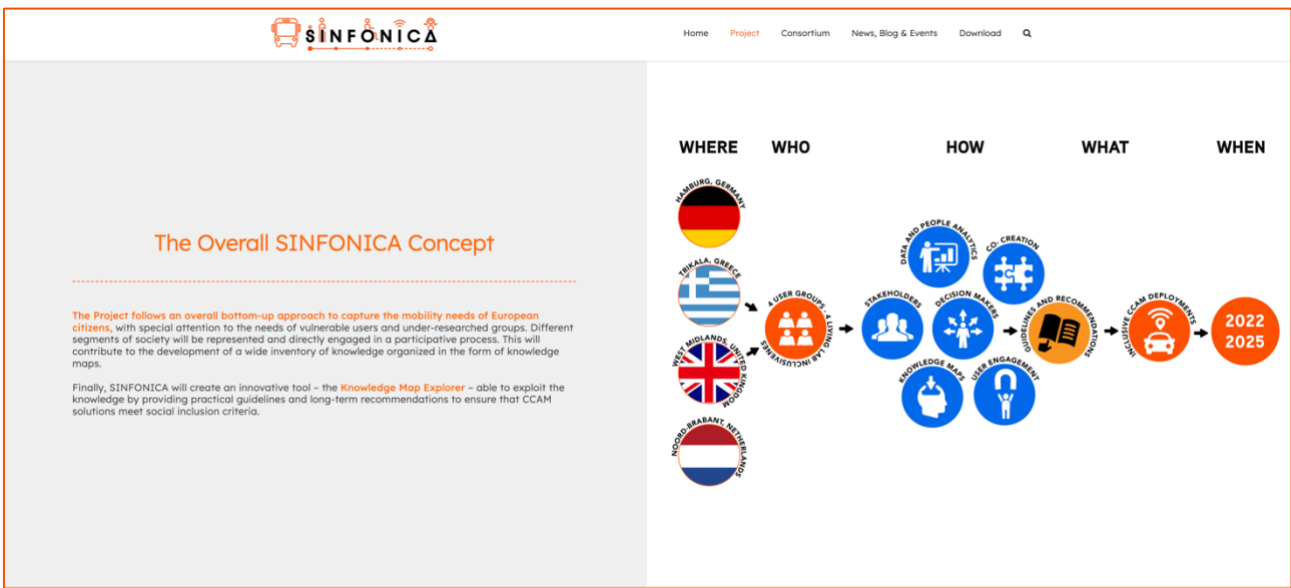 SINFONICA
Home
Project
Consortium
News, Blog & Events
Download
The Overall SINFONICA Concept
The Project follows an overall bottom-up approach to capture the mobility needs of European
citizens, with special attention to the needs of vulnerable users and under-researched groups. Different
segments of society will be represented and directly engaged in a participative process. This will
contribute to the development of a wide inventory of knowledge organized in the form of knowledge
maps.
Finally, SINFONICA will create an innovative tool – the Knowledge Map Explorer – able to exploit the
knowledge by providing practical guidelines and long-term recommendations to ensure that CCAM
solutions meet social inclusion criteria.
WHERE
WHO
HOW
WHAT
WHEN
HAMBURG, GERMANY
TRIKALA, GREECE
WEST MIDLANDS, UNITED KINGDOM
NOORD-BRABANT, NETHERLANDS
4 USER GROUPS - 4 LIVING LAB INCLUSIVENES
DATA AND PEOPLE ANALYTICS
CO- CREATION
STAKEHOLDERS
DECISION MAKERS
KNOWLEDGE MAPS
USER ENGAGEMENT
GUIDELINES AND RECOMMENDATIONS
INCLUSIVE CCAM DEPLOYMENTS
2022
2025